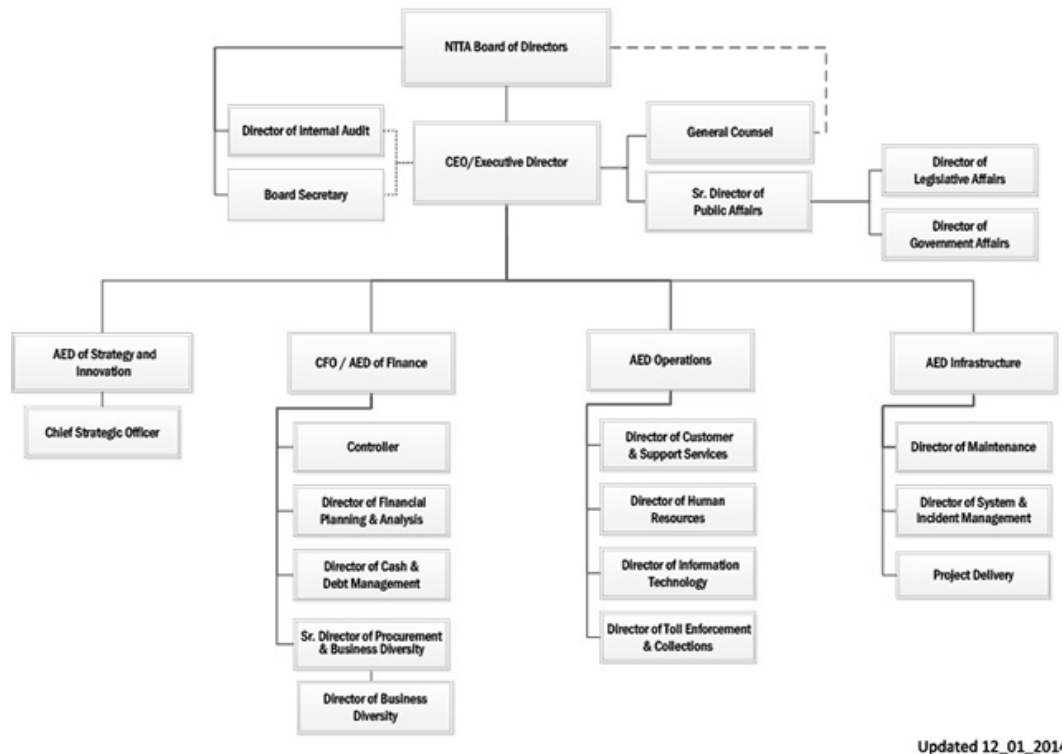 NTTA Board of Directors
Director of Internal Audit
General Counsel
CEO/Executive Director
Board Secretary
Sr. Director of
Public Affairs
Director of
Legislative Affairs
Director of
Government Affairs
AED of Strategy and
Innovation
Chief Strategic Officer
CFO / AED of Finance
Controller
Director of Financial
Planning & Analysis
Director of Cash &
Debt Management
Sr. Director of Procurement
& Business Diversity
Director of Business
Diversity
AED Operations
Director of Customer
& Support Services
Director of Human
Resources
Director of Information
Technology
Director of Toll Enforcement
& Collections
AED Infrastructure
Director of Maintenance
Director of System &
Incident Management
Project Delivery
Updated 12_01_2014